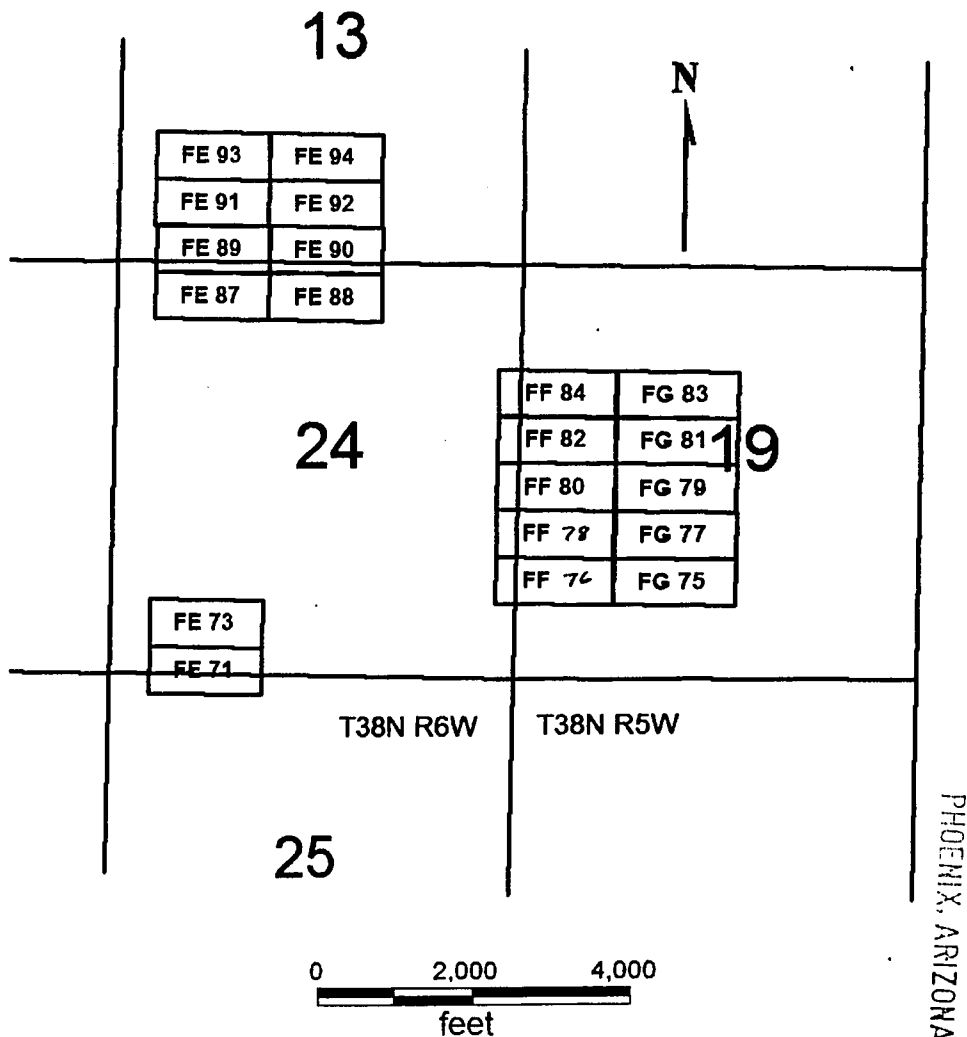 13
N
FE 93 FE 94
FE 91 FE 92
FE 89 FE 90
FE 87 FE 88
FF 84 FG 83
24
FF 82 FG 81 19
FF 80 FG 79
FF 78 FG 77
FF 76 FG 75
FE 73
FE 71
T38N R6W T38N R5W
25
0 2,000 4,000
feet
PHOENIX, ARIZONA